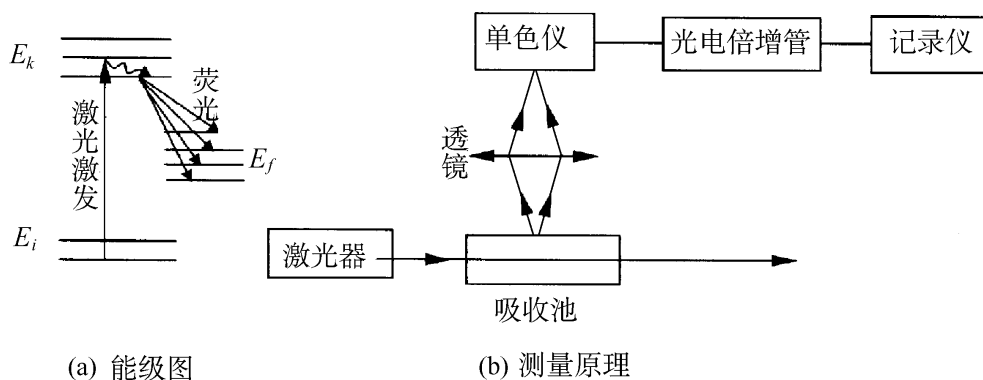 E_k
荧光
激光激发
E_f
E_i
(a) 能级图
单色仪
光电倍增管
记录仪
透镜
激光器
吸收池
(b) 测量原理